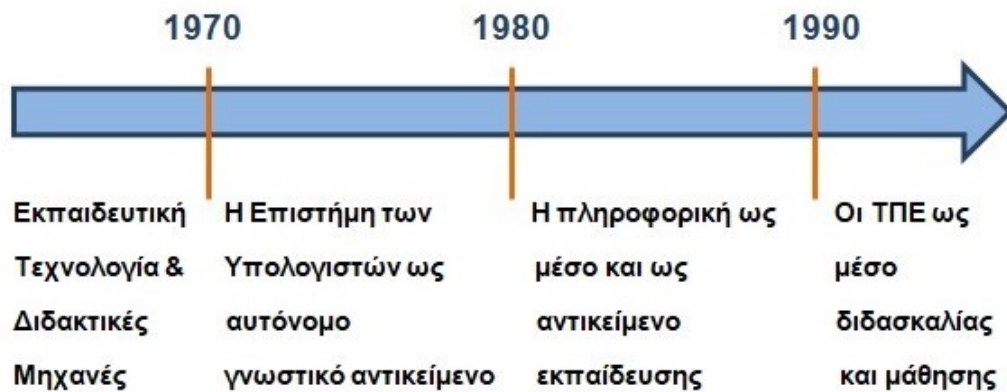 1970
1980
1990
Εκπαιδευτική
Τεχνολογία &
Διδακτικές
Μηχανές
Η Επιστήμη των
Υπολογιστών ως
αυτόνομο
γνωστικό αντικείμενο
Η πληροφορική ως
μέσο και ως
αντικείμενο
εκπαίδευσης
Οι ΤΠΕ ως
μέσο
διδασκαλίας
και μάθησης